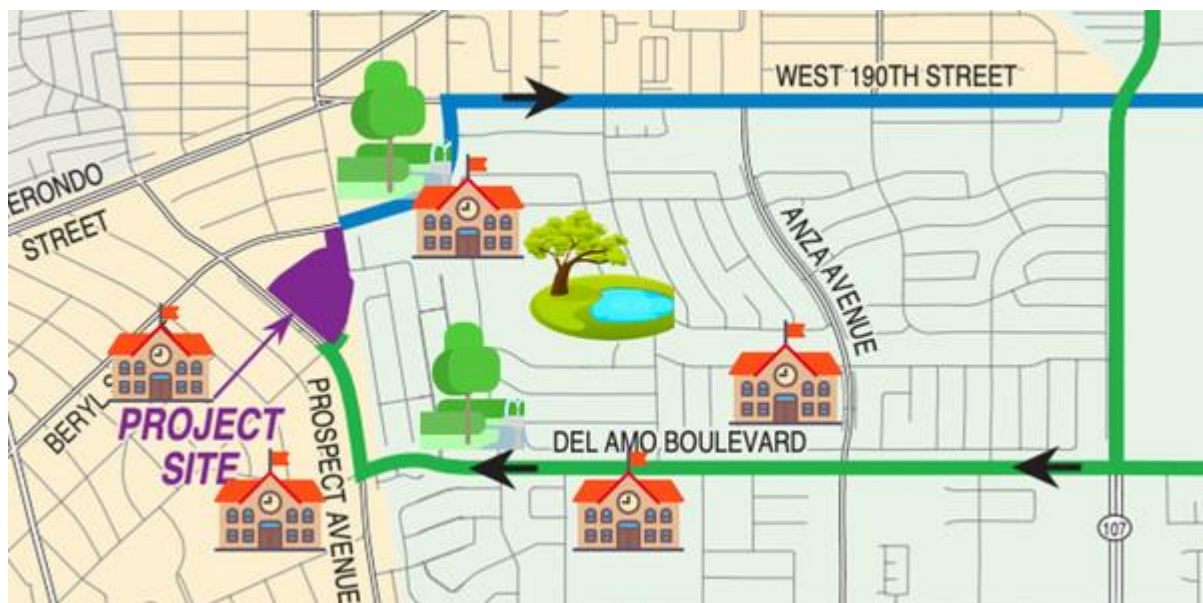 WEST 190TH STREET
ERONDO
STREET
ANZA AVENUE
BERYL S
PROJECT
SITE
PROSPECT AVENUE
DEL AMO BOULEVARD
107